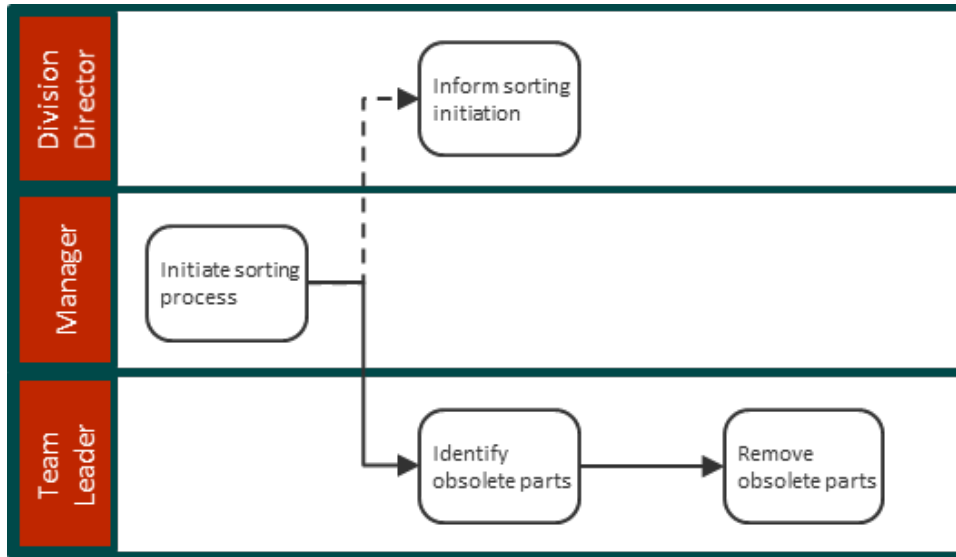 Division
Director
Inform sorting
initiation
Manager
Initiate sorting
process
Team
Leader
Identify
obsolete parts
Remove
obsolete parts